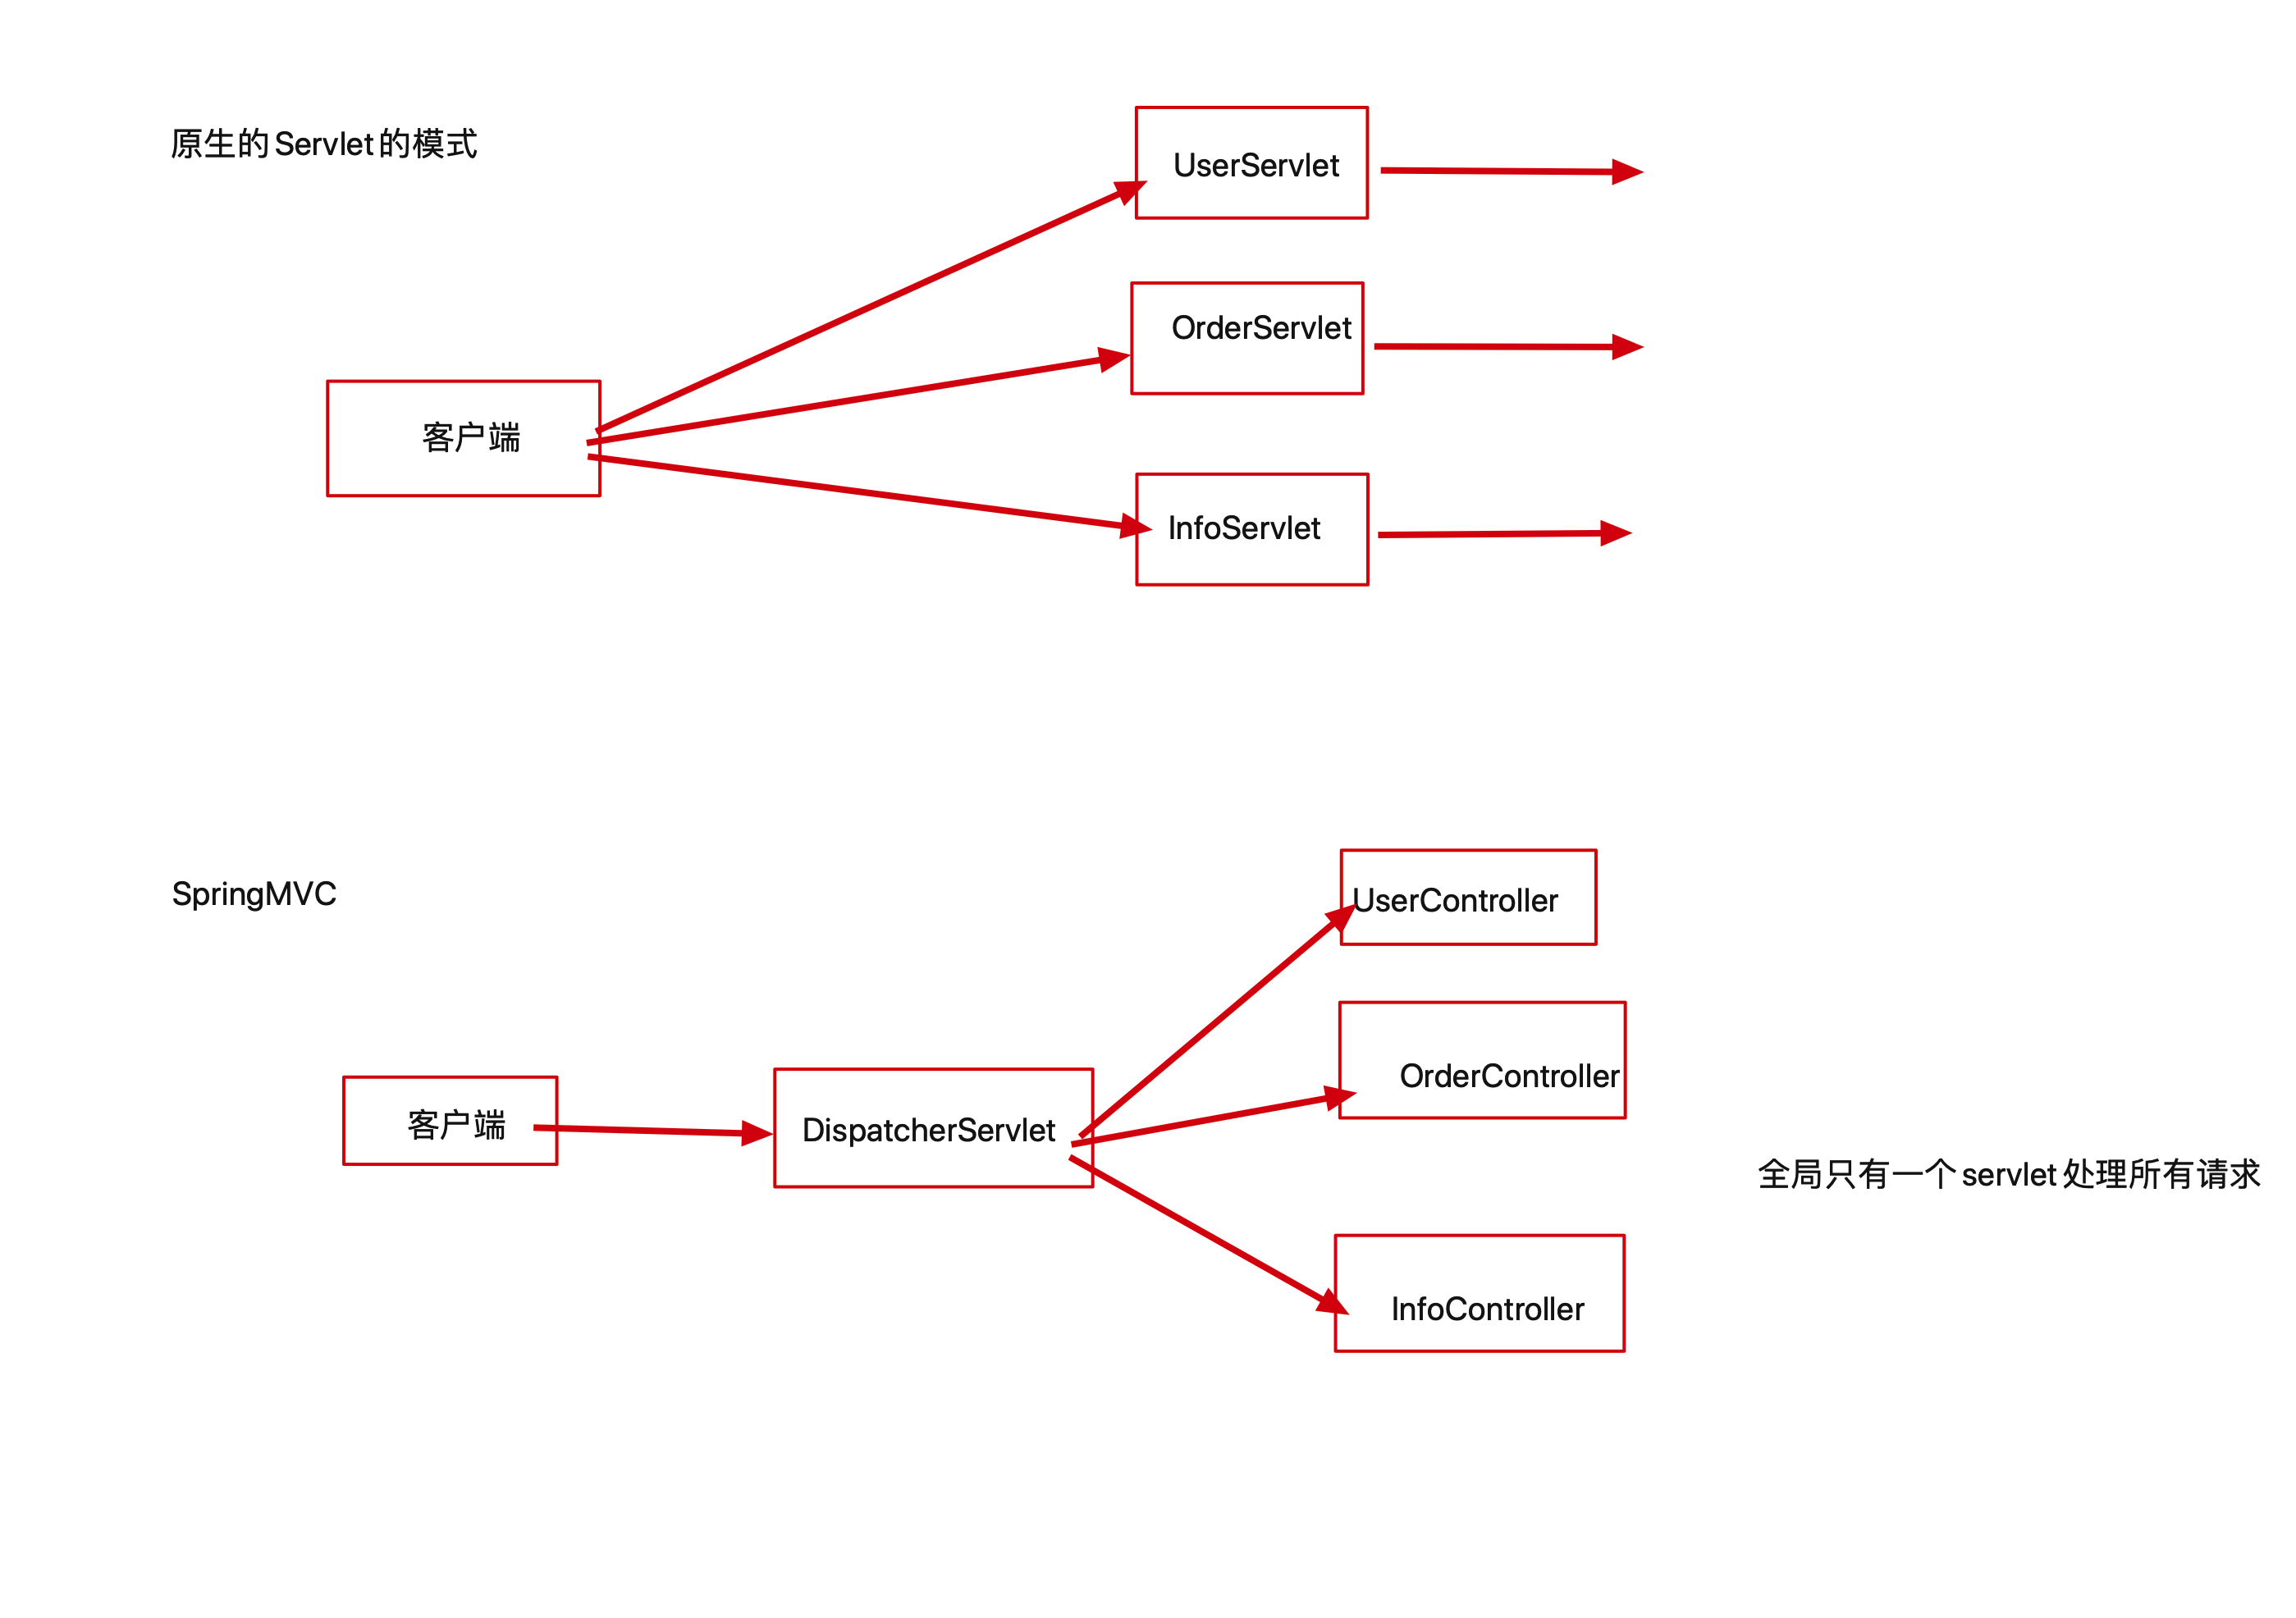 原生的Servlet的模式
UserServlet
OrderServlet
客户端
InfoServlet
SpringMVC
UserController
OrderController
客户端
DispatcherServlet
全局只有一个servlet处理所有请求
InfoController